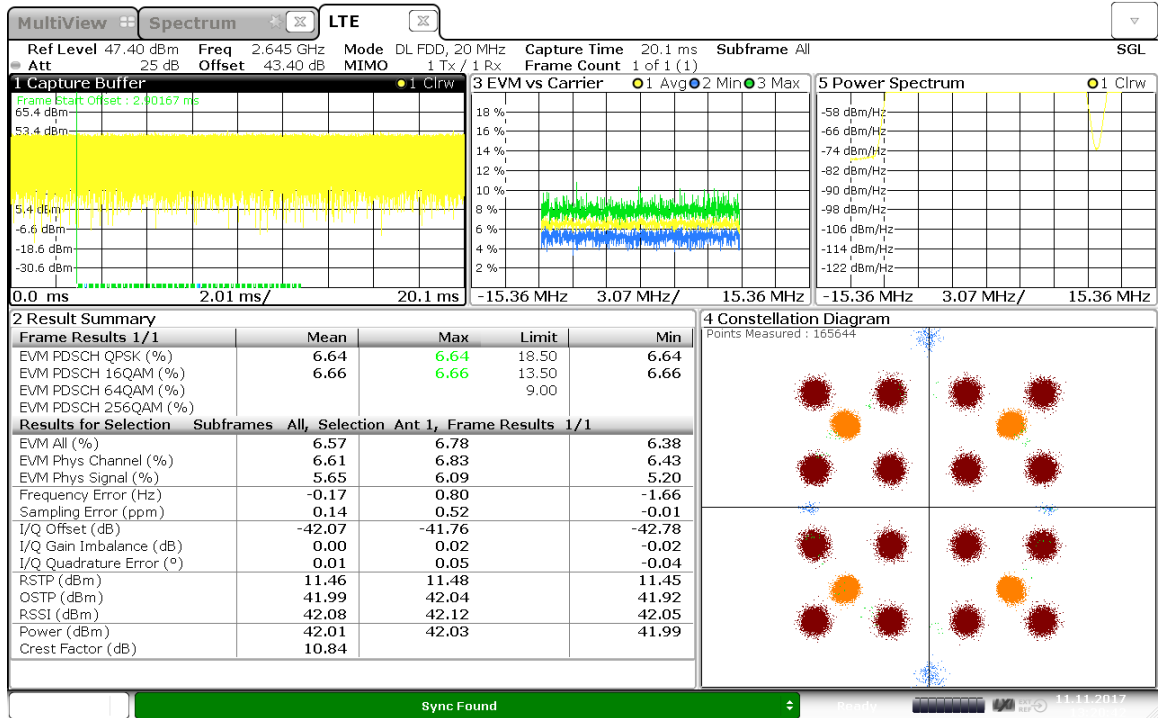 MultiView Spectrum LTE
Ref Level 47.40 dBm Freq 2.645 GHz Mode DL FDD, 20 MHz Capture Time 20.1 ms Subframe All SGL
Att 25 dB Offset 43.40 dB MIMO 1 Tx / 1 Rx Frame Count 1 of 1 (1)
1 Capture Buffer 1 Clrw
Frame Start Offset : 2.90167 ms
65.4 dBm
53.4 dBm
5.4 dBm
-6.6 dBm
-18.6 dBm
-30.6 dBm
0.0 ms 2.01 ms/ 20.1 ms
3 EVM vs Carrier 1 Avg 2 Min 3 Max
18 %
16 %
14 %
12 %
10 %
8 %
6 %
4 %
2 %
-15.36 MHz 3.07 MHz/ 15.36 MHz
5 Power Spectrum 1 Clrw
-58 dBm/Hz
-66 dBm/Hz
-74 dBm/Hz
-82 dBm/Hz
-90 dBm/Hz
-98 dBm/Hz
-106 dBm/Hz
-114 dBm/Hz
-122 dBm/Hz
-15.36 MHz 3.07 MHz/ 15.36 MHz
2 Result Summary
Frame Results 1/1 Mean Max Limit Min
EVM PDSCH QPSK (%) 6.64 6.64 18.50 6.64
EVM PDSCH 16QAM (%) 6.66 6.66 13.50 6.66
EVM PDSCH 64QAM (%) 9.00
EVM PDSCH 256QAM (%)
Results for Selection Subframes All, Selection Ant 1, Frame Results 1/1
EVM All (%) 6.57 6.78 6.38
EVM Phys Channel (%) 6.61 6.83 6.43
EVM Phys Signal (%) 5.65 6.09 5.20
Frequency Error (Hz) -0.17 0.80 -1.66
Sampling Error (ppm) 0.14 0.52 -0.01
I/Q Offset (dB) -42.07 -41.76 -42.78
I/Q Gain Imbalance (dB) 0.00 0.02 -0.02
I/Q Quadrature Error (°) 0.01 0.05 -0.04
RSTP (dBm) 11.46 11.48 11.45
OSTP (dBm) 41.99 42.04 41.92
RSSI (dBm) 42.08 42.12 42.05
Power (dBm) 42.01 42.03 41.99
Crest Factor (dB) 10.84
4 Constellation Diagram
Points Measured : 165644
Sync Found
Ready
LXI
EXT
REF
11.11.2017